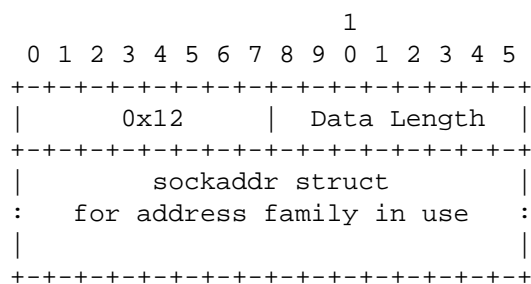 1
 0 1 2 3 4 5 6 7 8 9 0 1 2 3 4 5
+-+-+-+-+-+-+-+-+-+-+-+-+-+-+-+-+
|      0x12      |  Data Length  |
+-+-+-+-+-+-+-+-+-+-+-+-+-+-+-+-+
|        sockaddr struct         |
:   for address family in use    :
|                                |
+-+-+-+-+-+-+-+-+-+-+-+-+-+-+-+-+